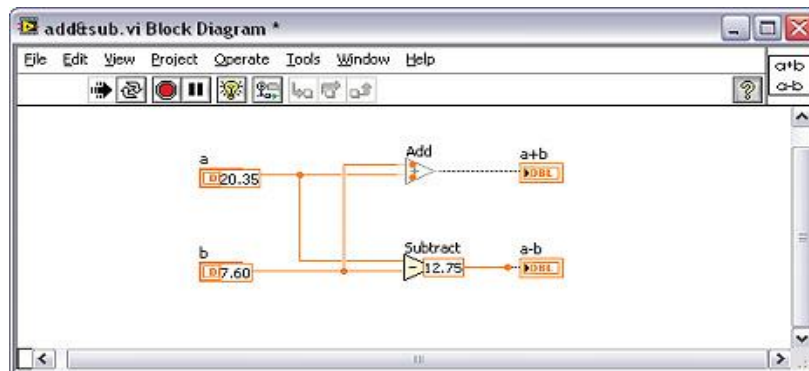 add&sub.vi Block Diagram *
File Edit View Project Operate Tools Window Help
a+b
a-b
?
a
20.35
Add
a+b
DBL
b
7.60
Subtract
12.75
a-b
DBL